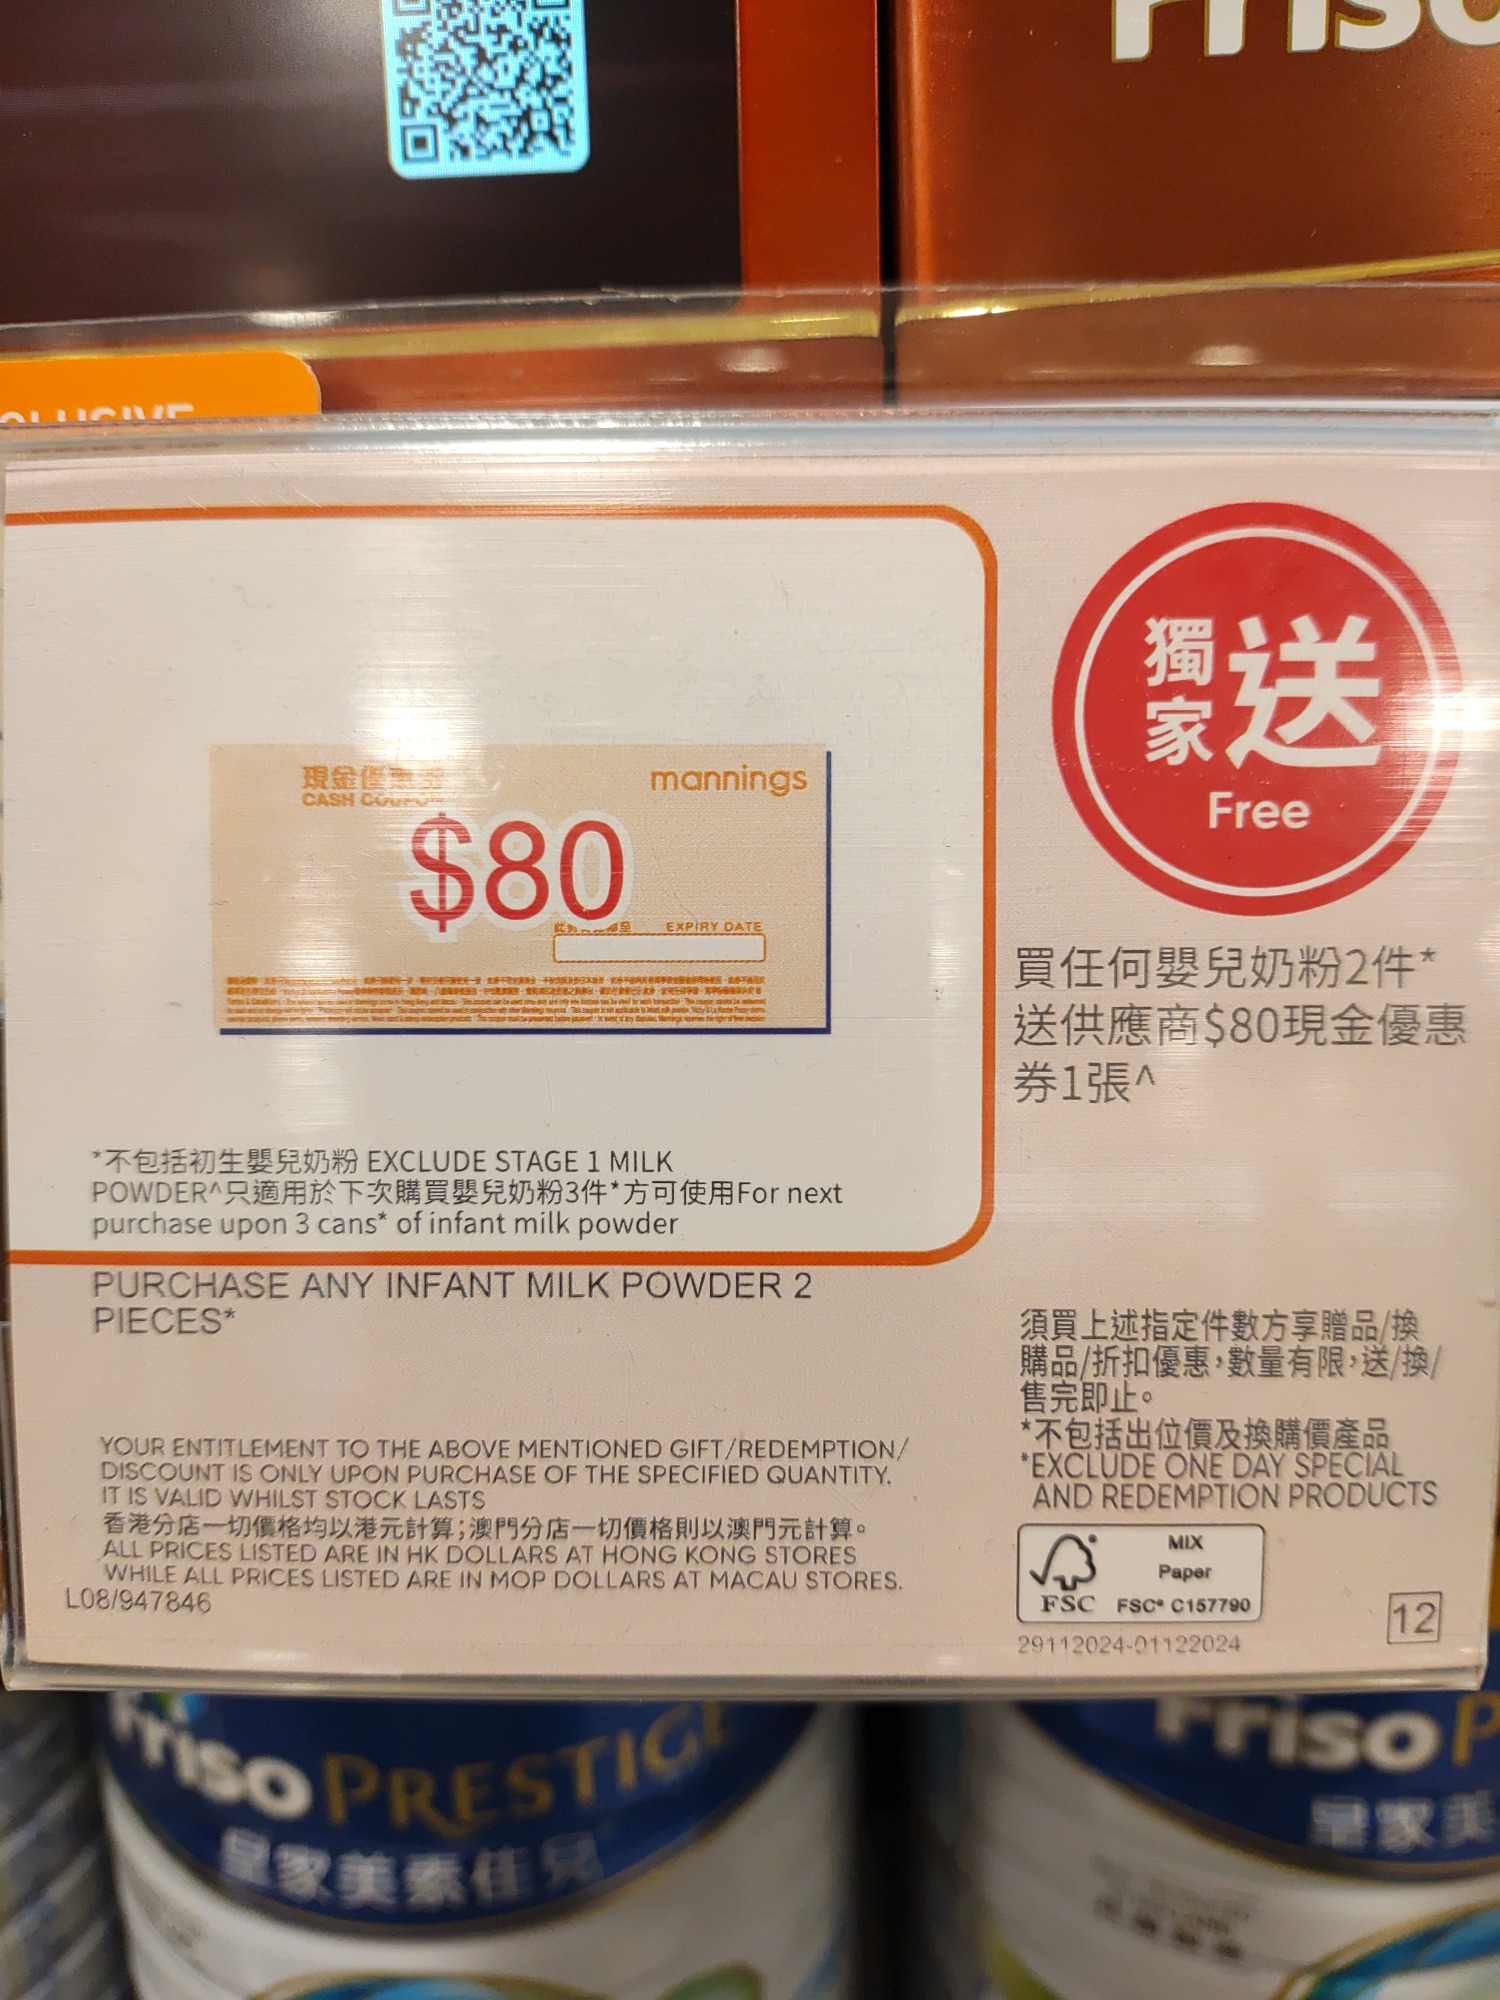 獨家送
Free
現金
CASH COUPON
mannings
$80
EXPIRY DATE
買任何嬰兒奶粉2件*
送供應商$80現金優惠
券1張^
*不包括初生嬰兒奶粉 EXCLUDE STAGE 1 MILK
POWDER^只適用於下次購買嬰兒奶粉3件*方可使用For next
purchase upon 3 cans* of infant milk powder
PURCHASE ANY INFANT MILK POWDER 2
PIECES*
須買上述指定件數方享贈品/換
購品/折扣優惠,數量有限,送/換/
售完即止。
*不包括出位價及換購價產品
*EXCLUDE ONE DAY SPECIAL
AND REDEMPTION PRODUCTS
YOUR ENTITLEMENT TO THE ABOVE MENTIONED GIFT/REDEMPTION/
DISCOUNT IS ONLY UPON PURCHASE OF THE SPECIFIED QUANTITY.
IT IS VALID WHILST STOCK LASTS
香港分店一切價格均以港元計算;澳門分店一切價格則以澳門元計算。
ALL PRICES LISTED ARE IN HK DOLLARS AT HONG KONG STORES
WHILE ALL PRICES LISTED ARE IN MOP DOLLARS AT MACAU STORES.
L08/947846
MIX
Paper
FSC
FSC® C157790
29112024-01122024
12
Friso PRESTIGE
皇家美素佳兒
Friso P
皇家美